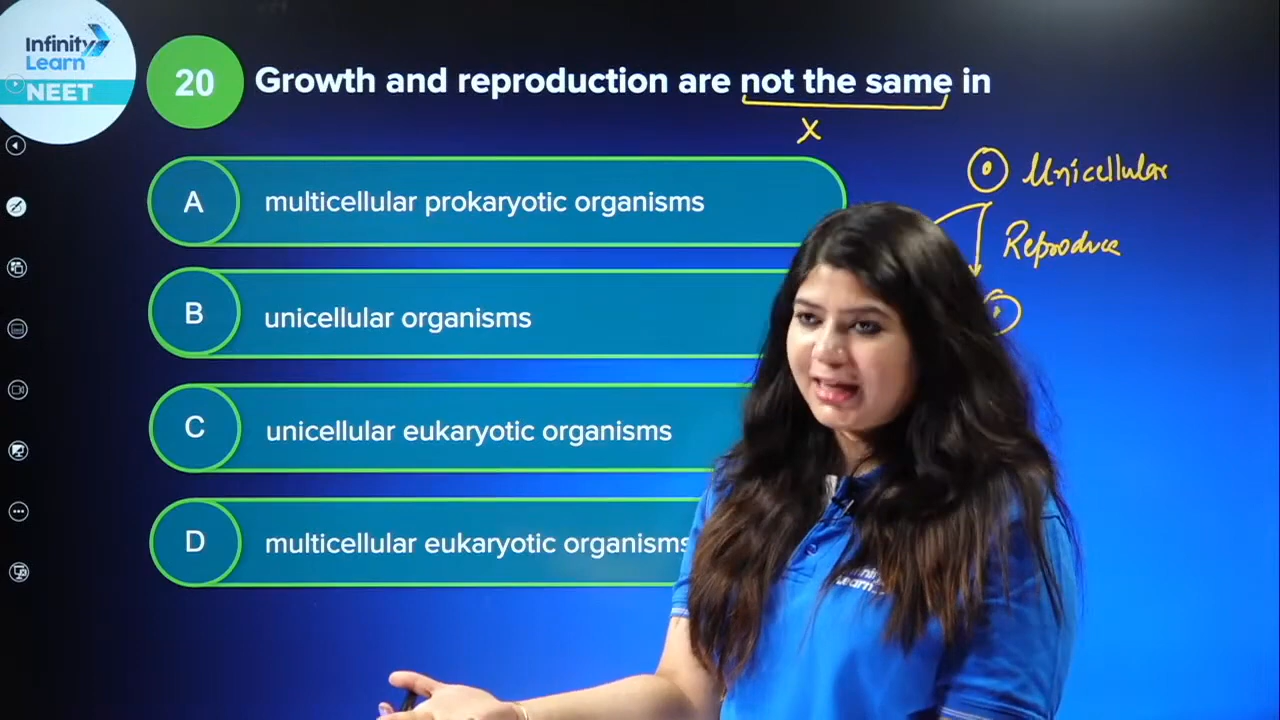 Infinity
Learn
NEET
20
Growth and reproduction are not the same in
x
A
multicellular prokaryotic organisms
Unicellular
Reproduce
B
unicellular organisms
C
unicellular eukaryotic organisms
D
multicellular eukaryotic organisms
Learn